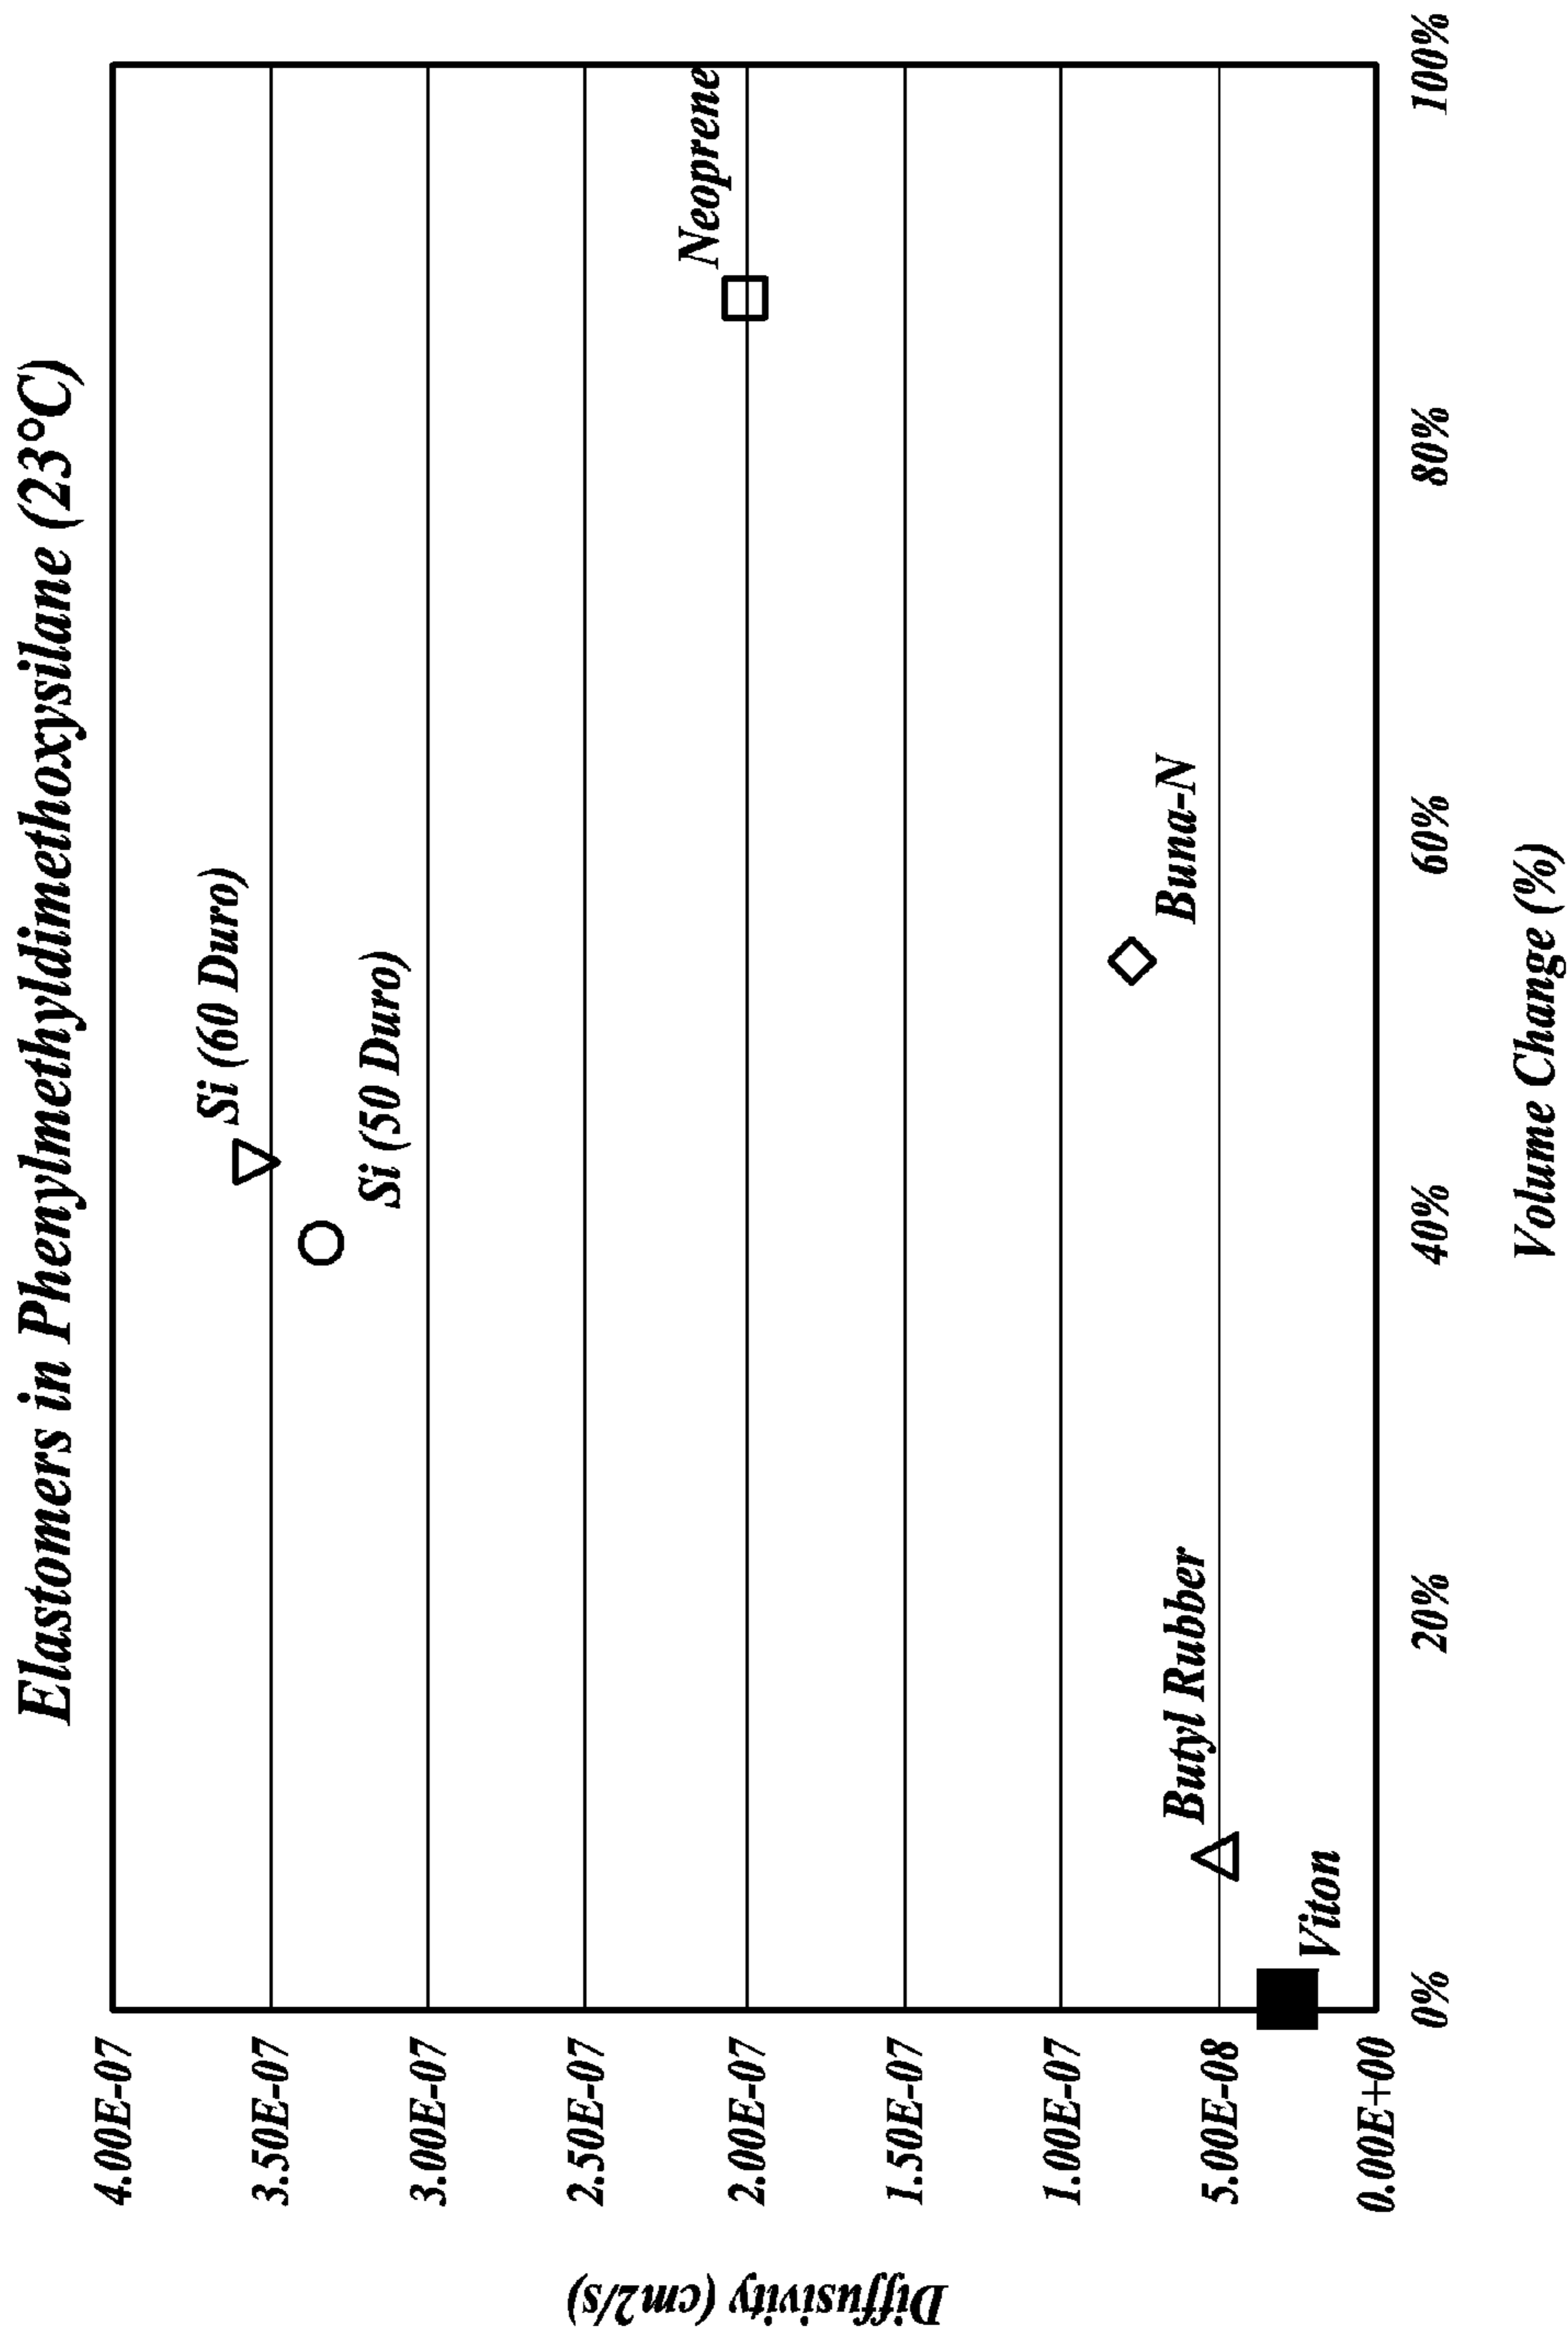 Elastomers in Phenylmethyldimethoxysilane (23°C)
4.00E-07
3.50E-07
3.00E-07
2.50E-07
2.00E-07
1.50E-07
1.00E-07
5.00E-08
0.00E+00
Diffusivity (cm2/s)
Si (60 Duro)
Si (50 Duro)
Neoprene
Buna-N
Butyl Rubber
Viton
0%
20%
40%
60%
80%
100%
Volume Change (%)